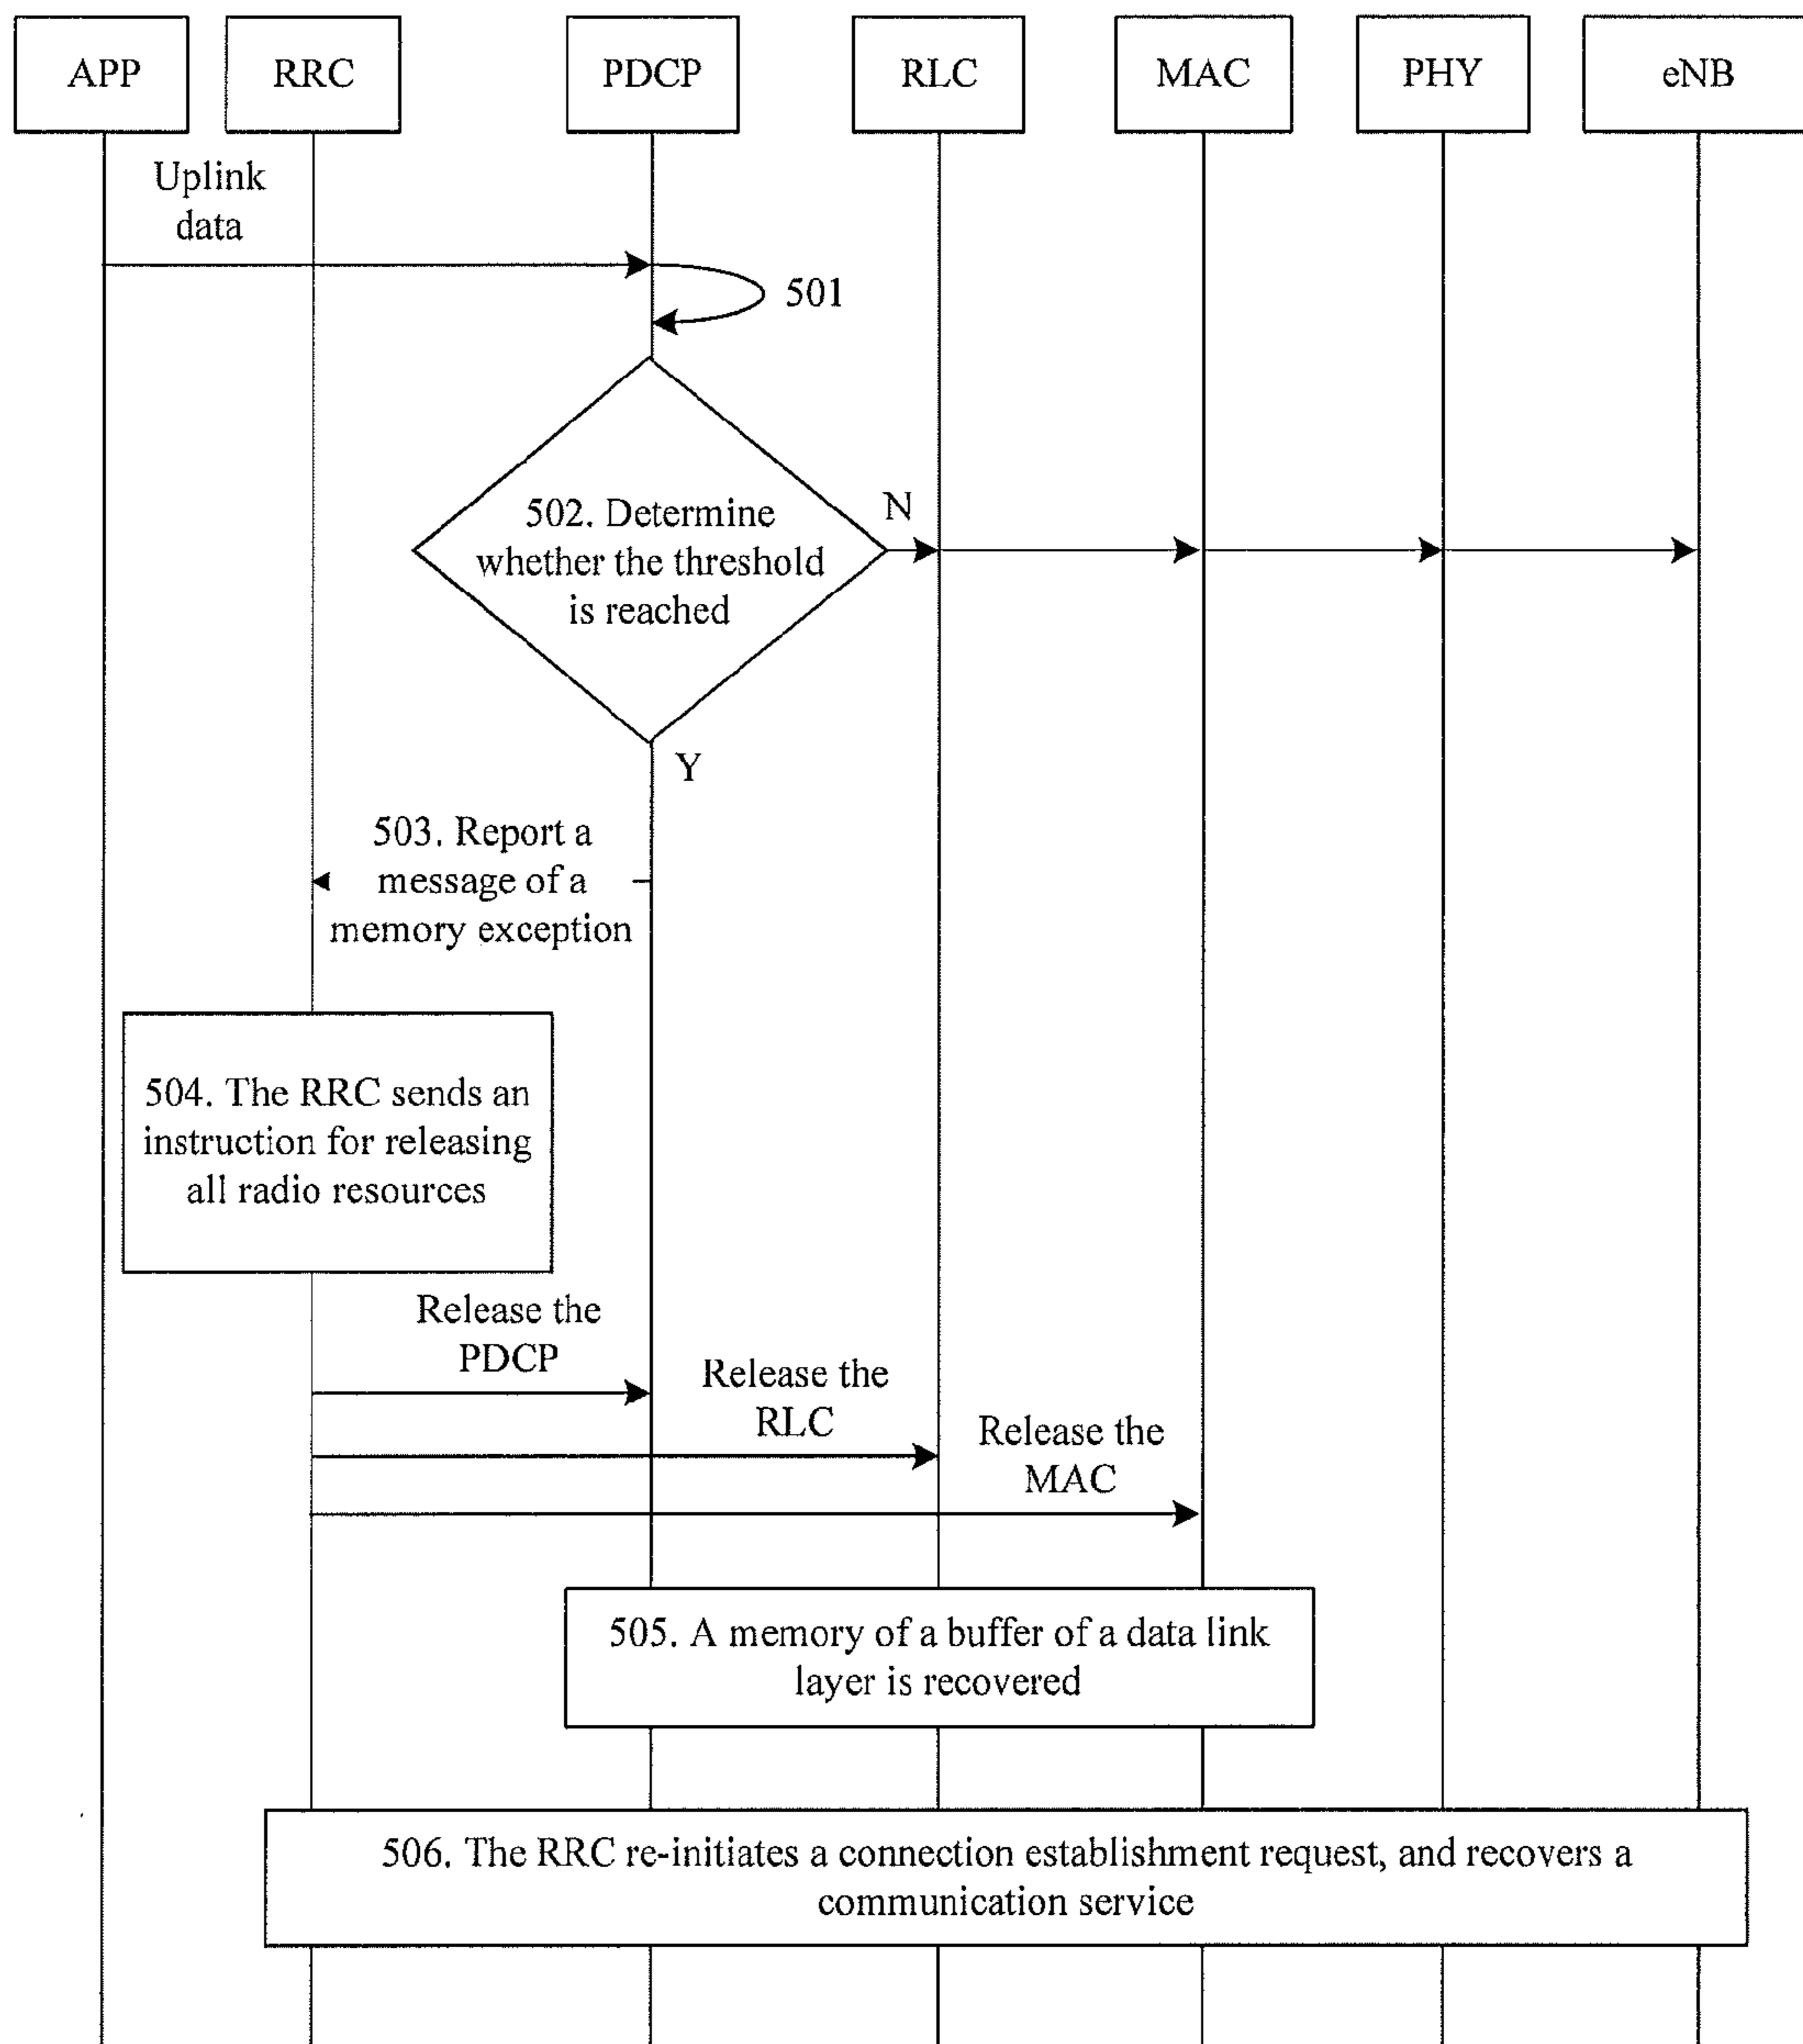 APP
RRC
PDCP
RLC
MAC
PHY
eNB
Uplink
data
501
502. Determine
whether the threshold
is reached
N
Y
503. Report a
message of a
memory exception
504. The RRC sends an
instruction for releasing
all radio resources
Release the
PDCP
Release the
RLC
Release the
MAC
505. A memory of a buffer of a data link
layer is recovered
506. The RRC re-initiates a connection establishment request, and recovers a
communication service